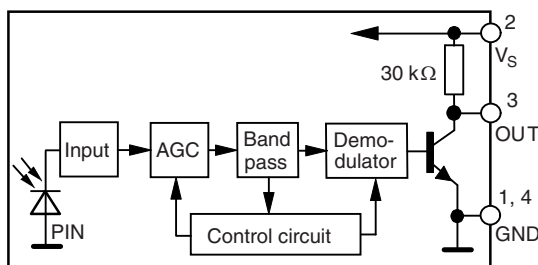 2
V_S
30 kΩ
3
OUT
Input
AGC
Band
pass
Demo-
dulator
1, 4
GND
PIN
Control circuit